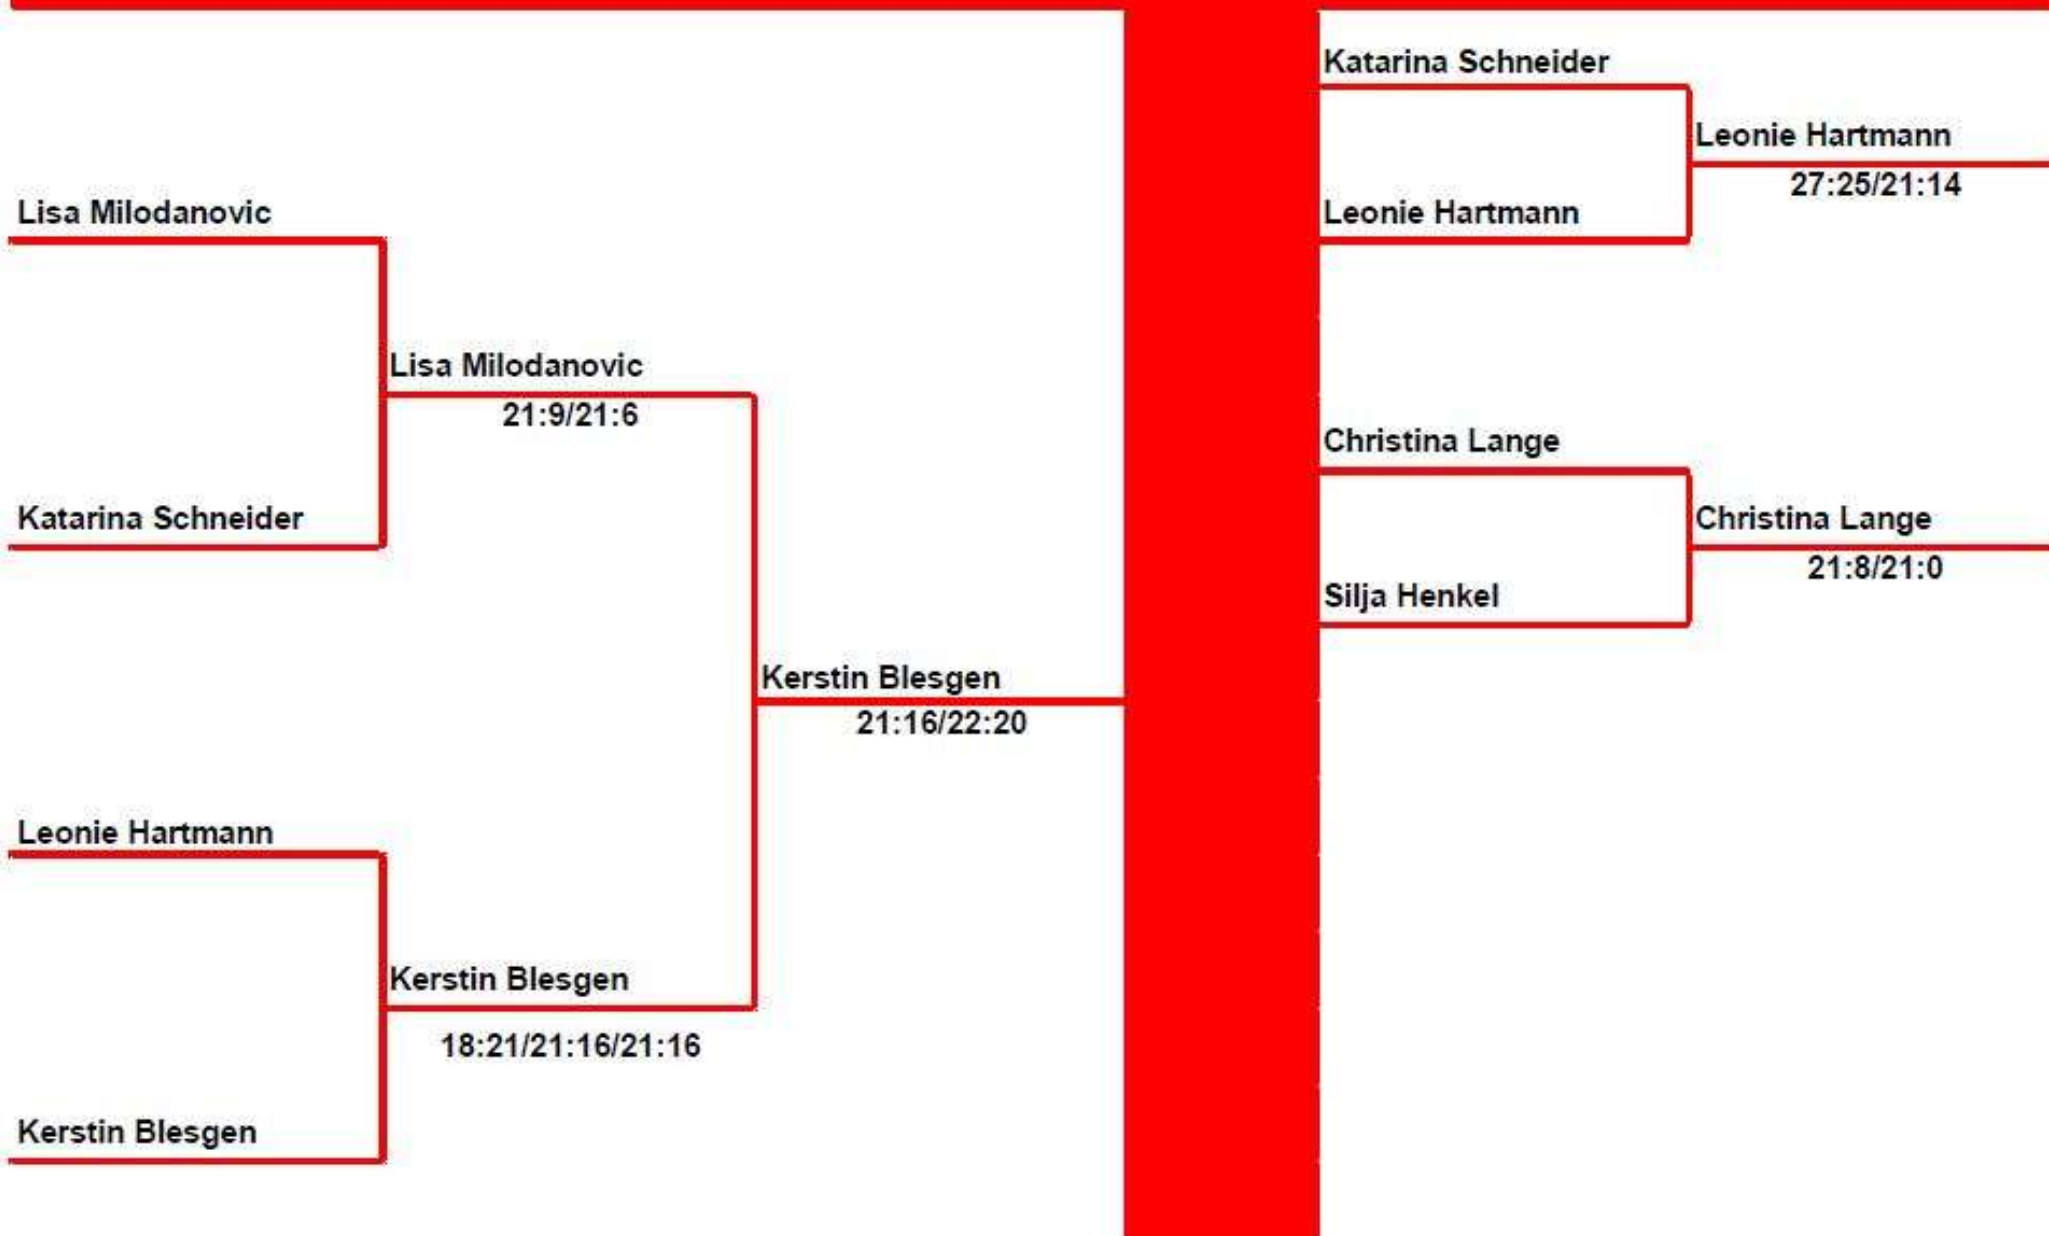 Lisa Milodanovic
Lisa Milodanovic
21:9/21:6
Katarina Schneider
Kerstin Blesgen
21:16/22:20
Leonie Hartmann
Kerstin Blesgen
18:21/21:16/21:16
Kerstin Blesgen
Katarina Schneider
Leonie Hartmann
27:25/21:14
Leonie Hartmann
Christina Lange
Christina Lange
21:8/21:0
Silja Henkel